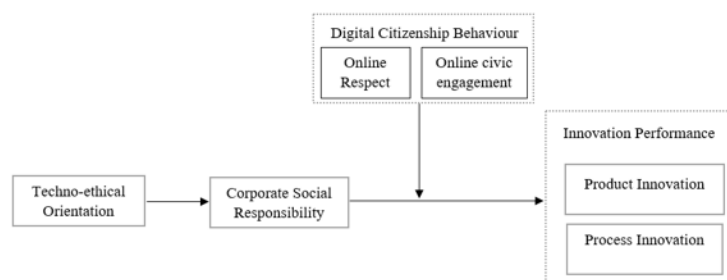 Digital Citizenship Behaviour
Online
Respect
Online civic
engagement
Innovation Performance
Techno-ethical
Orientation
Corporate Social
Responsibility
Product Innovation
Process Innovation